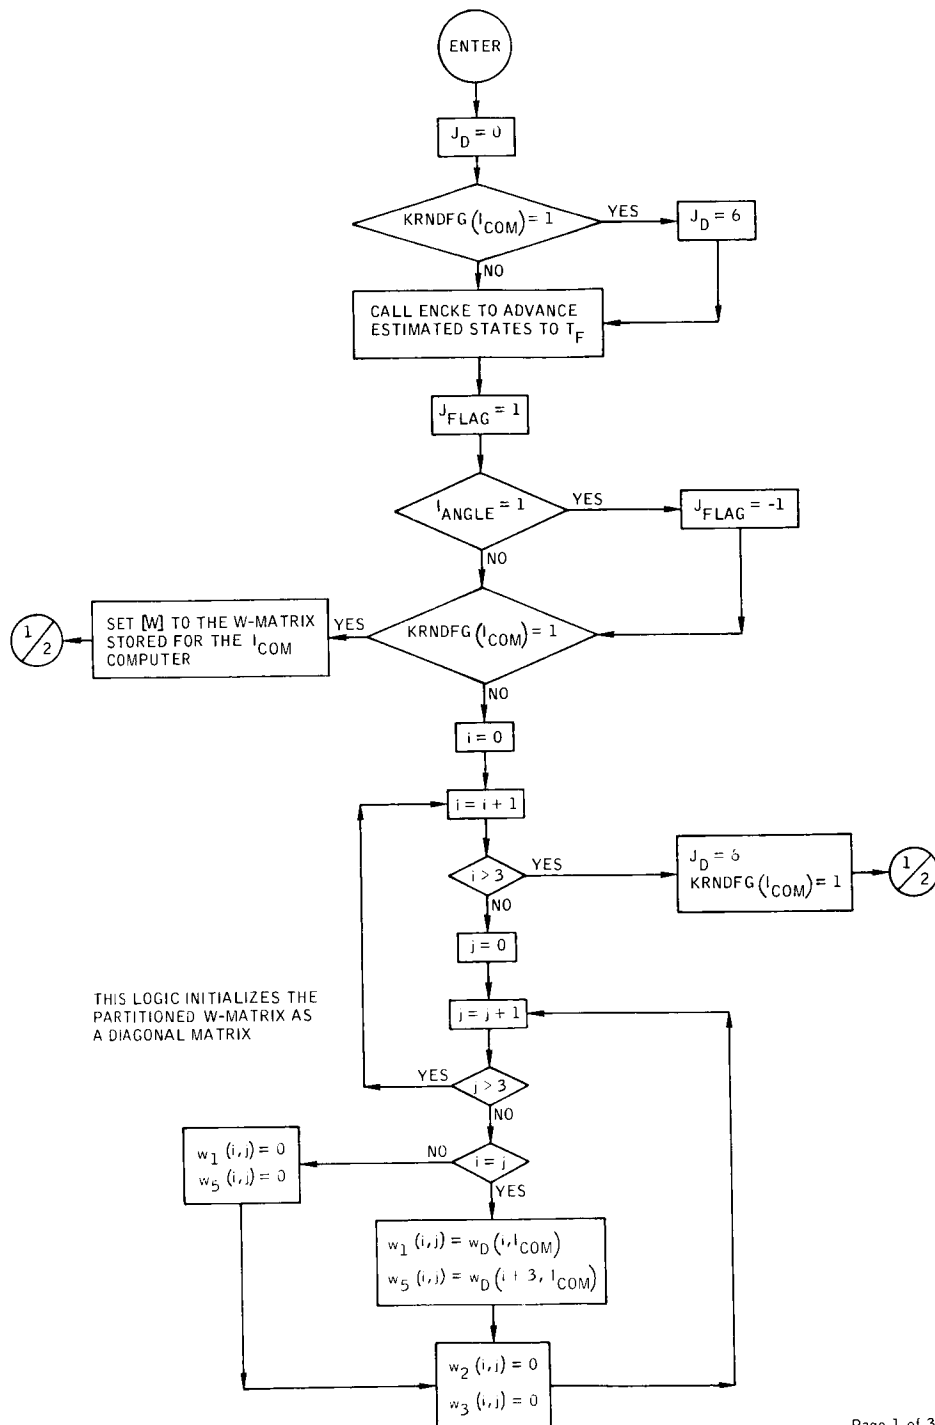 ENTER
J_D = 0
KRNDFG(I_COM) = 1
YES
J_D = 6
NO
CALL ENCKE TO ADVANCE
ESTIMATED STATES TO T_F
J_FLAG = 1
I_ANGLE = 1
YES
J_FLAG = -1
NO
1/2
SET [W] TO THE W-MATRIX
STORED FOR THE I_COM
COMPUTER
YES
KRNDFG(I_COM) = 1
NO
i = 0
i = i + 1
i > 3
YES
J_D = 6
KRNDFG(I_COM) = 1
1/2
NO
j = 0
THIS LOGIC INITIALIZES THE
PARTITIONED W-MATRIX AS
A DIAGONAL MATRIX
j = j + 1
YES
j > 3
NO
w_1 (i,j) = 0
w_5 (i,j) = 0
NO
i = j
YES
w_1 (i,j) = w_D (i, I_COM)
w_5 (i,j) = w_D (i + 3, I_COM)
w_2 (i,j) = 0
w_3 (i,j) = 0
Page 1 of 3